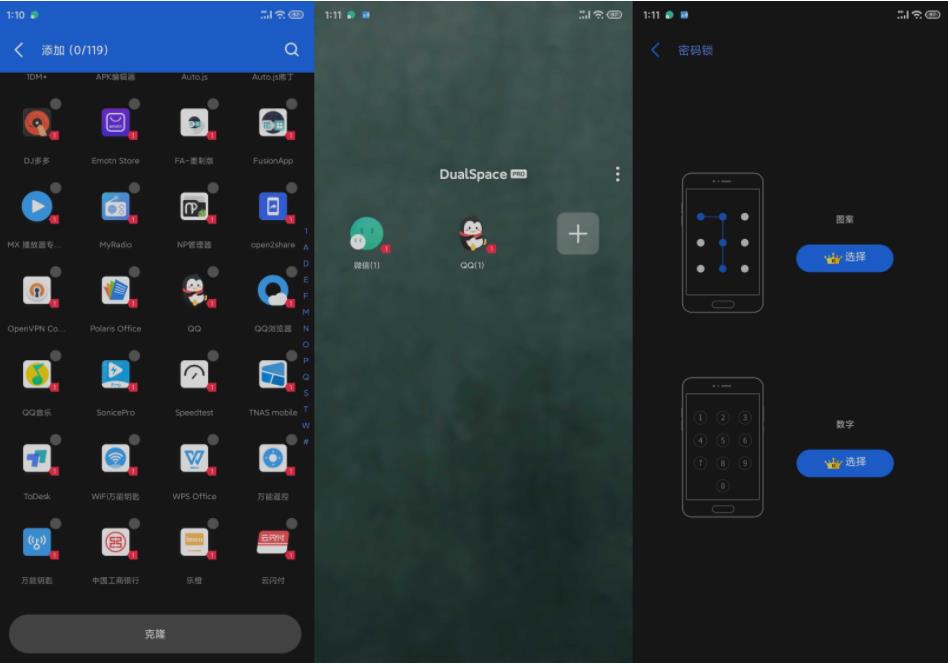 1:10
添加 (0/119)
1DM+ APK编辑器 Auto.js Auto.js魔丁
DJ多多 Emotn Store FA-重制版 FusionApp
MX 播放器专... MyRadio NP管理器 open2share
OpenVPN Co... Polaris Office QQ QQ浏览器
QQ音乐 SonicePro Speedtest TNAS mobile
ToDesk WiFi万能钥匙 WPS Office 万能遥控
万能钥匙 中国工商银行 乐橙 云闪付
1
A
D
E
F
M
N
O
P
Q
S
T
W
#
克隆
1:11
DualSpace PRO
微信(1) QQ(1)
1:11
密码锁
图案
选择
1 2 3
4 5 6
7 8 9
0
数字
选择